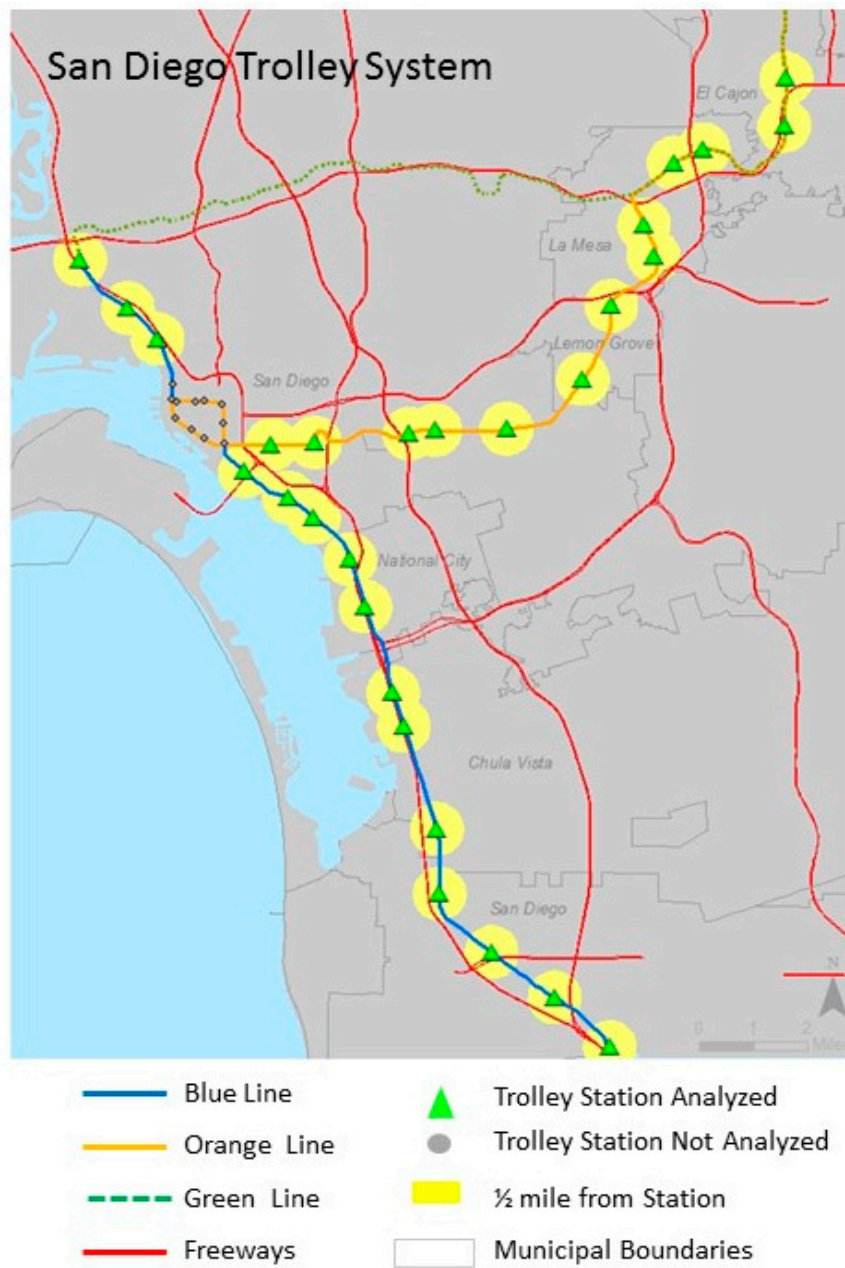 San Diego Trolley System
El Cajon
La Mesa
Lemon Grove
San Diego
National City
Chula Vista
San Diego
N
0 1 2
Miles
Blue Line
Orange Line
Green Line
Freeways
Trolley Station Analyzed
Trolley Station Not Analyzed
½ mile from Station
Municipal Boundaries